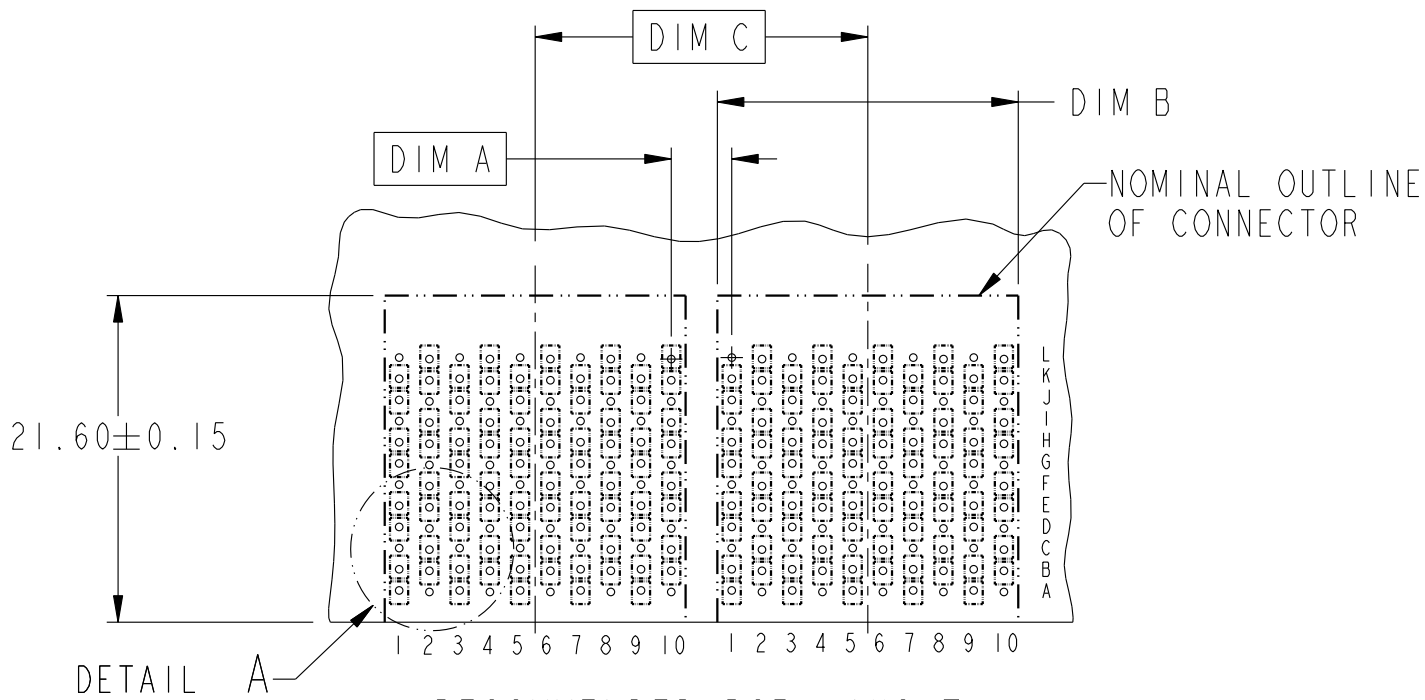 DIM C
DIM B
DIM A
NOMINAL OUTLINE
OF CONNECTOR
21.60±0.15
L
K
J
I
H
G
F
E
D
C
B
A
1 2 3 4 5 6 7 8 9 10 1 2 3 4 5 6 7 8 9 10
DETAIL A